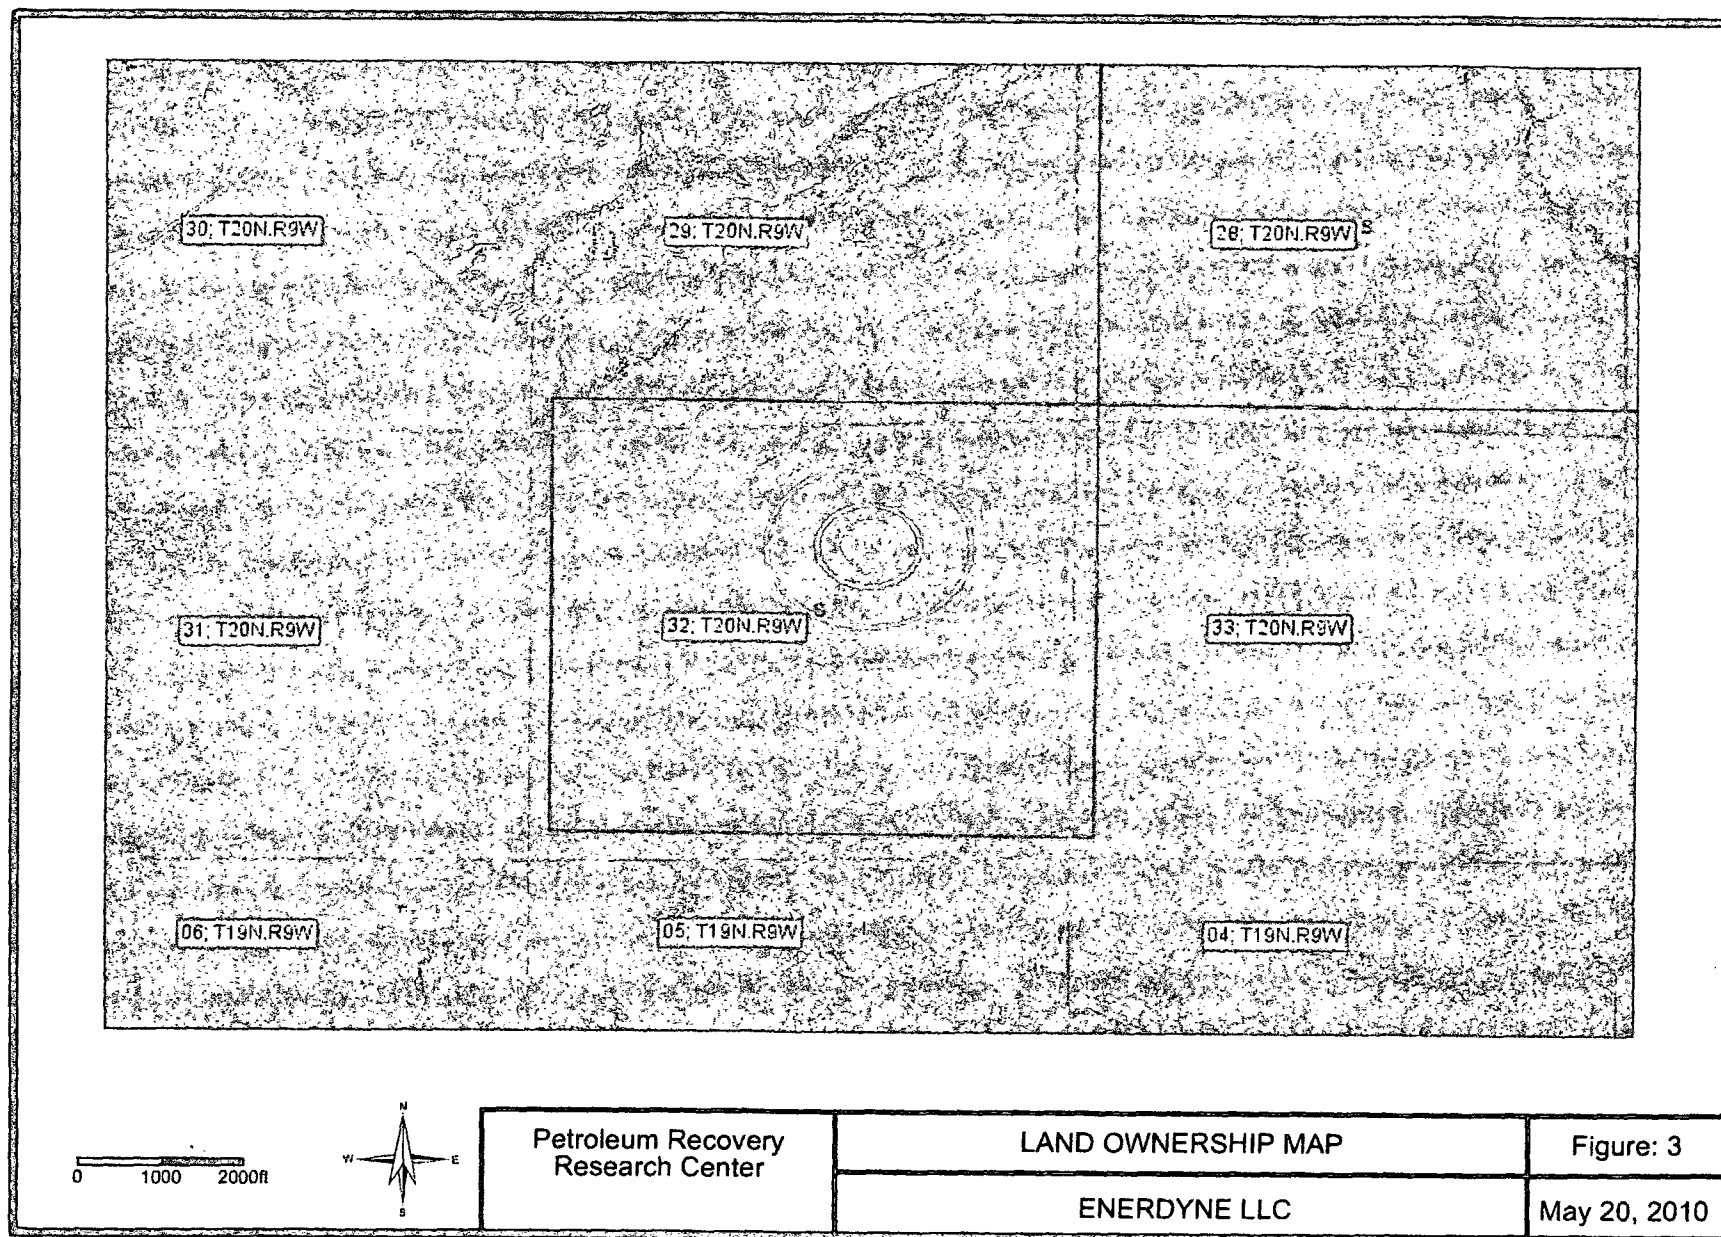 30; T20N.R9W
29; T20N.R9W
28; T20N.R9W S
31; T20N.R9W
32; T20N.R9W S
33; T20N.R9W
06; T19N.R9W
05; T19N.R9W
04; T19N.R9W
0 1000 2000ft
N
W E
S
Petroleum Recovery
Research Center
LAND OWNERSHIP MAP
ENERDYNE LLC
Figure: 3
May 20, 2010